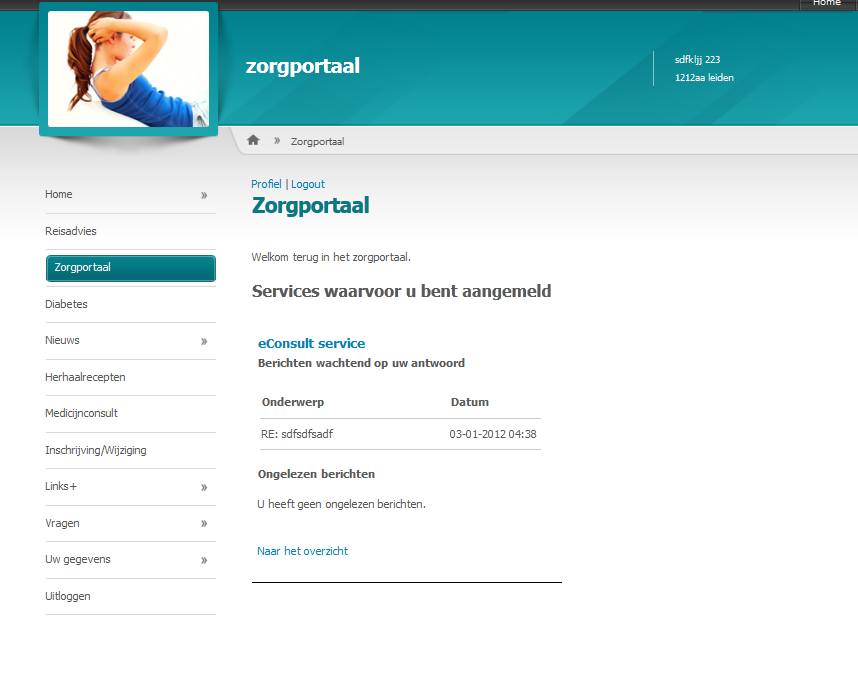 Home
zorgportaal
sdfkljj 223
1212aa leiden
» Zorgportaal
Home »
Reisadvies
Zorgportaal
Diabetes
Nieuws »
Herhaalrecepten
Medicijnconsult
Inschrijving/Wijziging
Links+ »
Vragen »
Uw gegevens »
Uitloggen
Profiel | Logout
Zorgportaal
Welkom terug in het zorgportaal.
Services waarvoor u bent aangemeld
eConsult service
Berichten wachtend op uw antwoord
Onderwerp Datum
RE: sdfsdfsadf 03-01-2012 04:38
Ongelezen berichten
U heeft geen ongelezen berichten.
Naar het overzicht